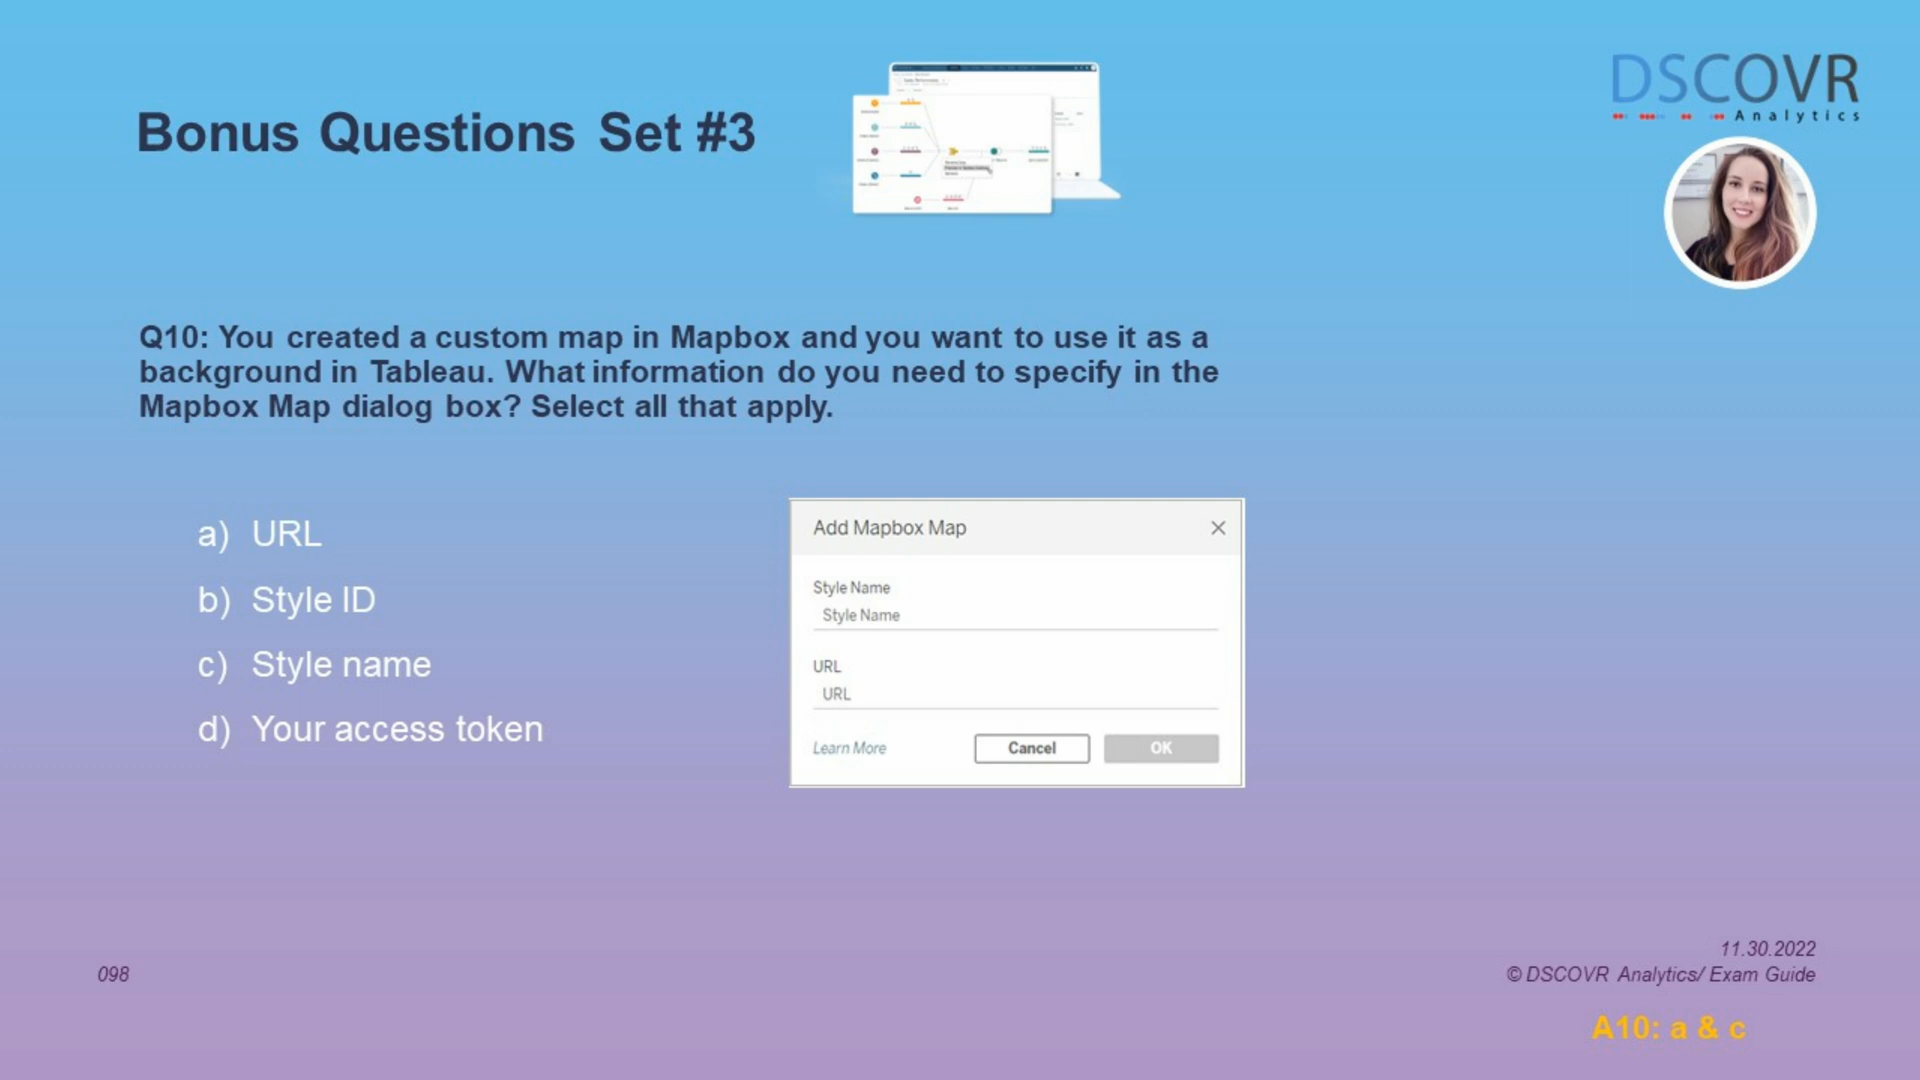 DSCOVR
Analytics
Bonus Questions Set #3
Q10: You created a custom map in Mapbox and you want to use it as a
background in Tableau. What information do you need to specify in the
Mapbox Map dialog box? Select all that apply.
a) URL
b) Style ID
c) Style name
d) Your access token
Add Mapbox Map
Style Name
Style Name
URL
URL
Learn More
Cancel
OK
098
11.30.2022
© DSCOVR Analytics/ Exam Guide
A10: a & c